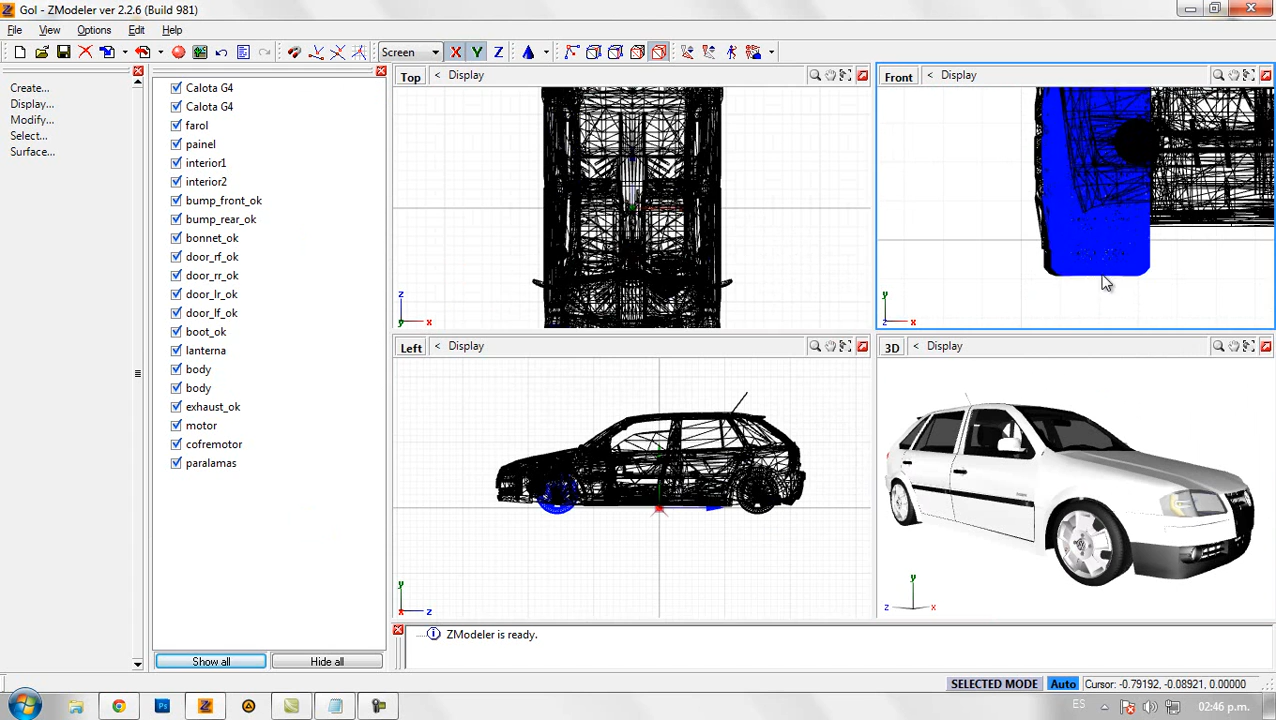 Gol - ZModeler ver 2.2.6 (Build 981)
File View Options Edit Help
Screen X Y Z
Create...
Display...
Modify...
Select...
Surface...
Calota G4
Calota G4
farol
painel
interior1
interior2
bump_front_ok
bump_rear_ok
bonnet_ok
door_rf_ok
door_rr_ok
door_lr_ok
door_lf_ok
boot_ok
lanterna
body
body
exhaust_ok
motor
cofremotor
paralamas
Show all Hide all
Top < Display
z
y x
Front < Display
y
z x
Left < Display
y
x z
3D < Display
y
z x
ZModeler is ready.
SELECTED MODE Auto Cursor: -0.79192, -0.08921, 0.00000
Ps
ES 02:46 p.m.